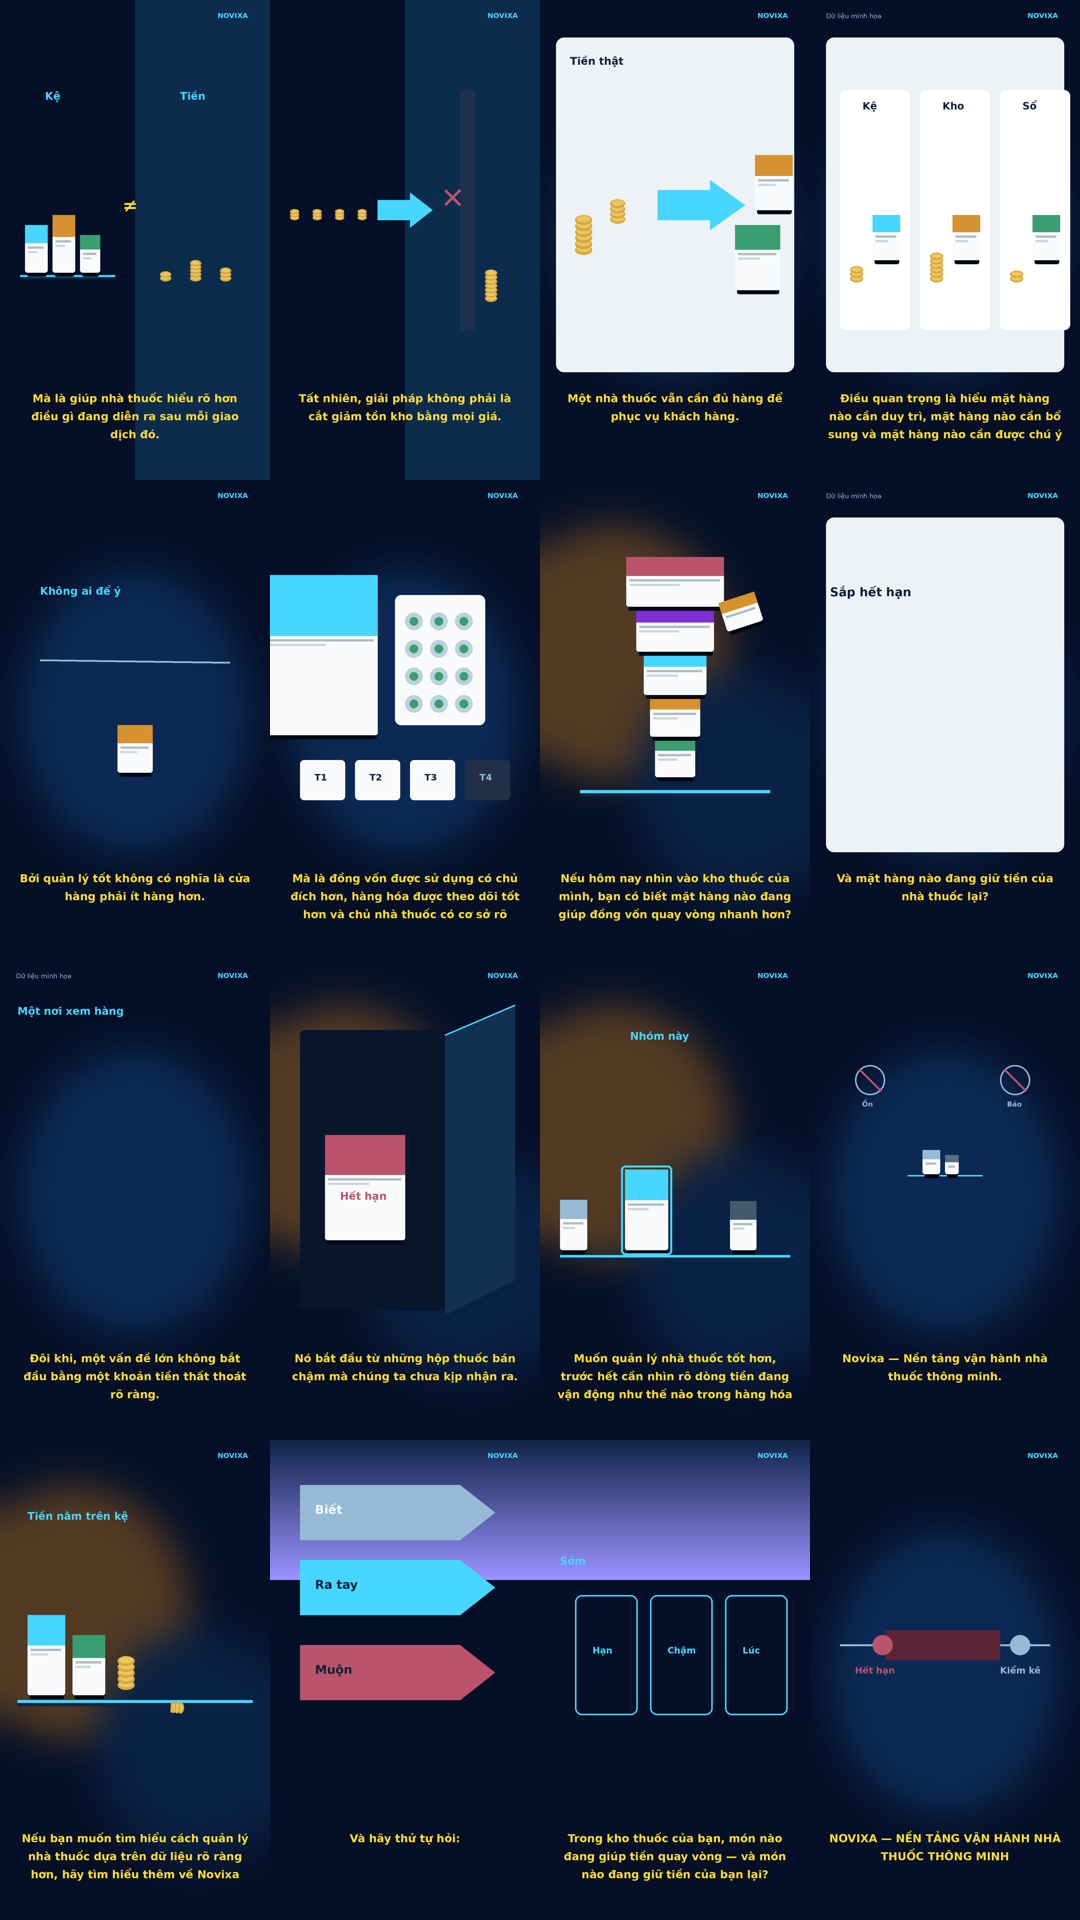 NOVIXA
Kệ
Tiền
≠
Mà là giúp nhà thuốc hiểu rõ hơn
điều gì đang diễn ra sau mỗi giao
dịch đó.
NOVIXA
Tất nhiên, giải pháp không phải là
cắt giảm tồn kho bằng mọi giá.
NOVIXA
Tiền thật
Một nhà thuốc vẫn cần đủ hàng để
phục vụ khách hàng.
Dữ liệu minh họa
NOVIXA
Kệ
Kho
Sổ
Điều quan trọng là hiểu mặt hàng
nào cần duy trì, mặt hàng nào cần bổ
sung và mặt hàng nào cần được chú ý
NOVIXA
Không ai để ý
Bởi quản lý tốt không có nghĩa là cửa
hàng phải ít hàng hơn.
NOVIXA
T1
T2
T3
T4
Mà là đồng vốn được sử dụng có chủ
đích hơn, hàng hóa được theo dõi tốt
hơn và chủ nhà thuốc có cơ sở rõ
NOVIXA
Nếu hôm nay nhìn vào kho thuốc của
mình, bạn có biết mặt hàng nào đang
giúp đồng vốn quay vòng nhanh hơn?
Dữ liệu minh họa
NOVIXA
Sắp hết hạn
Và mặt hàng nào đang giữ tiền của
nhà thuốc lại?
Dữ liệu minh họa
NOVIXA
Một nơi xem hàng
Đôi khi, một vấn đề lớn không bắt
đầu bằng một khoản tiền thất thoát
rõ ràng.
NOVIXA
Hết hạn
Nó bắt đầu từ những hộp thuốc bán
chậm mà chúng ta chưa kịp nhận ra.
NOVIXA
Nhóm này
Muốn quản lý nhà thuốc tốt hơn,
trước hết cần nhìn rõ dòng tiền đang
vận động như thế nào trong hàng hóa
NOVIXA
Ồn
Báo
Novixa — Nền tảng vận hành nhà
thuốc thông minh.
NOVIXA
Tiền nằm trên kệ
Nếu bạn muốn tìm hiểu cách quản lý
nhà thuốc dựa trên dữ liệu rõ ràng
hơn, hãy tìm hiểu thêm về Novixa
NOVIXA
Biết
Ra tay
Muộn
Và hãy thử tự hỏi:
NOVIXA
Sớm
Hạn
Chậm
Lúc
Trong kho thuốc của bạn, món nào
đang giúp tiền quay vòng — và món
nào đang giữ tiền của bạn lại?
NOVIXA
Hết hạn
Kiểm kê
NOVIXA — NỀN TẢNG VẬN HÀNH NHÀ
THUỐC THÔNG MINH